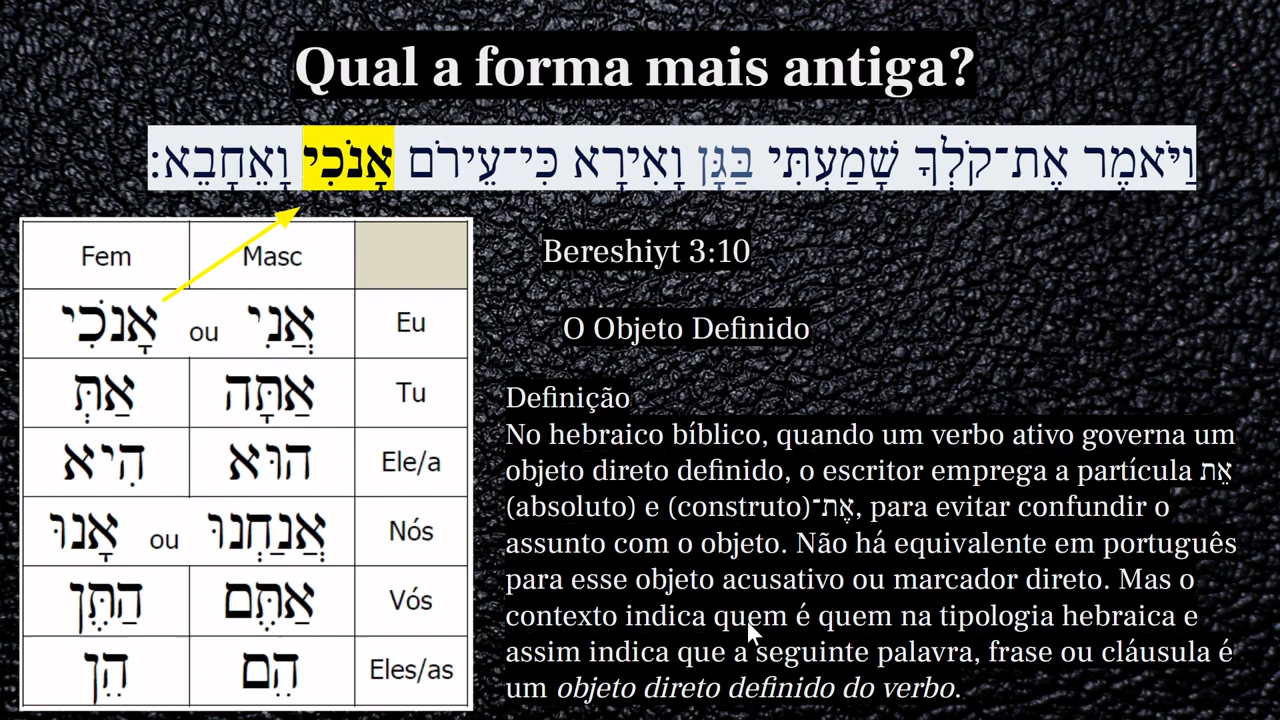 Qual a forma mais antiga?
וַיֹּאמֶר אֶת־קֹלְךָ שָׁמַעְתִּי בַּגָּן וָאִירָא כִּי־עֵירֹם אָנֹכִי וָאֵחָבֵא׃
Fem Masc
אָנֹכִי ou אֲנִי Eu
אַתְּ אַתָּה Tu
הִיא הוּא Ele/a
אָנוּ ou אֲנַחְנוּ Nós
הַתֶּן אַתֶּם Vós
הֵן הֵם Eles/as
Bereshiyt 3:10
O Objeto Definido
Definição
No hebraico bíblico, quando um verbo ativo governa um
objeto direto definido, o escritor emprega a partícula אֵת
(absoluto) e (construto)־אֶת, para evitar confundir o
assunto com o objeto. Não há equivalente em português
para esse objeto acusativo ou marcador direto. Mas o
contexto indica quem é quem na tipologia hebraica e
assim indica que a seguinte palavra, frase ou cláusula é
um objeto direto definido do verbo.